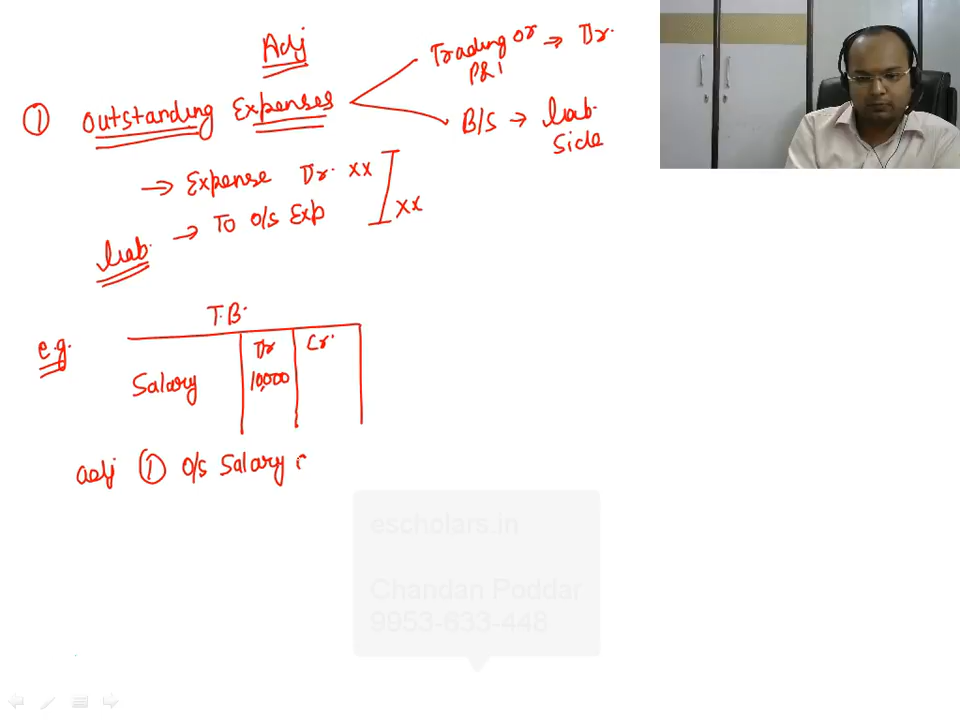 Adj
Trading or → Dr.
P&l
① Outstanding Expenses
B/S → Liab.
Side
→ Expense Dr. xx
→ To O/s Exp xx
Liab.
T.B.
e.g.
Dr Cr.
Salary 10,000
adj ① O/s Salary
escholars.in
Chandan Poddar
9953-633-448